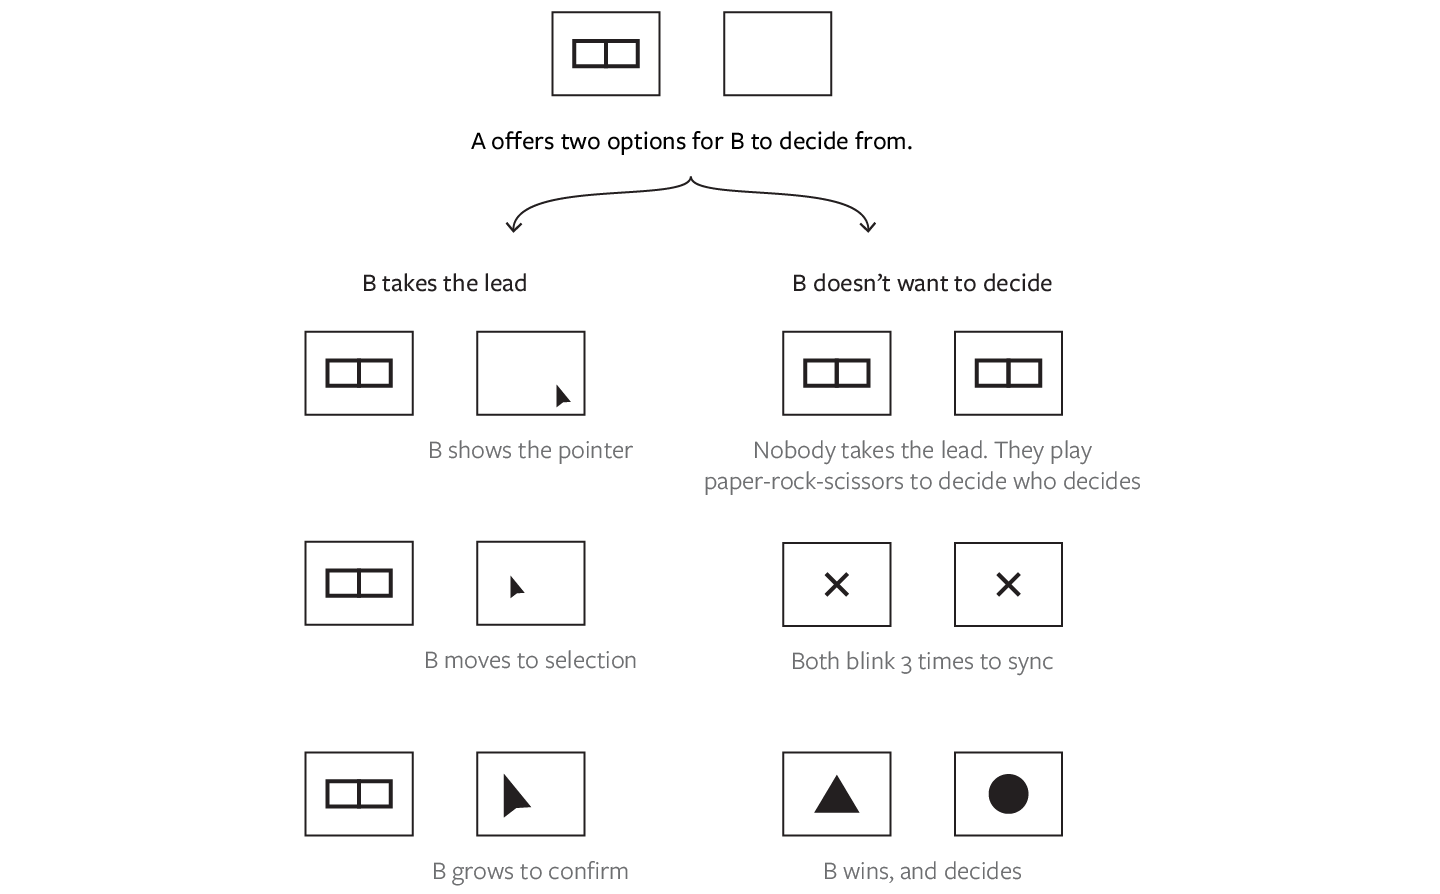 A offers two options for B to decide from.
B takes the lead
B doesn’t want to decide
B shows the pointer
Nobody takes the lead. They play
paper-rock-scissors to decide who decides
B moves to selection
Both blink 3 times to sync
B grows to confirm
B wins, and decides